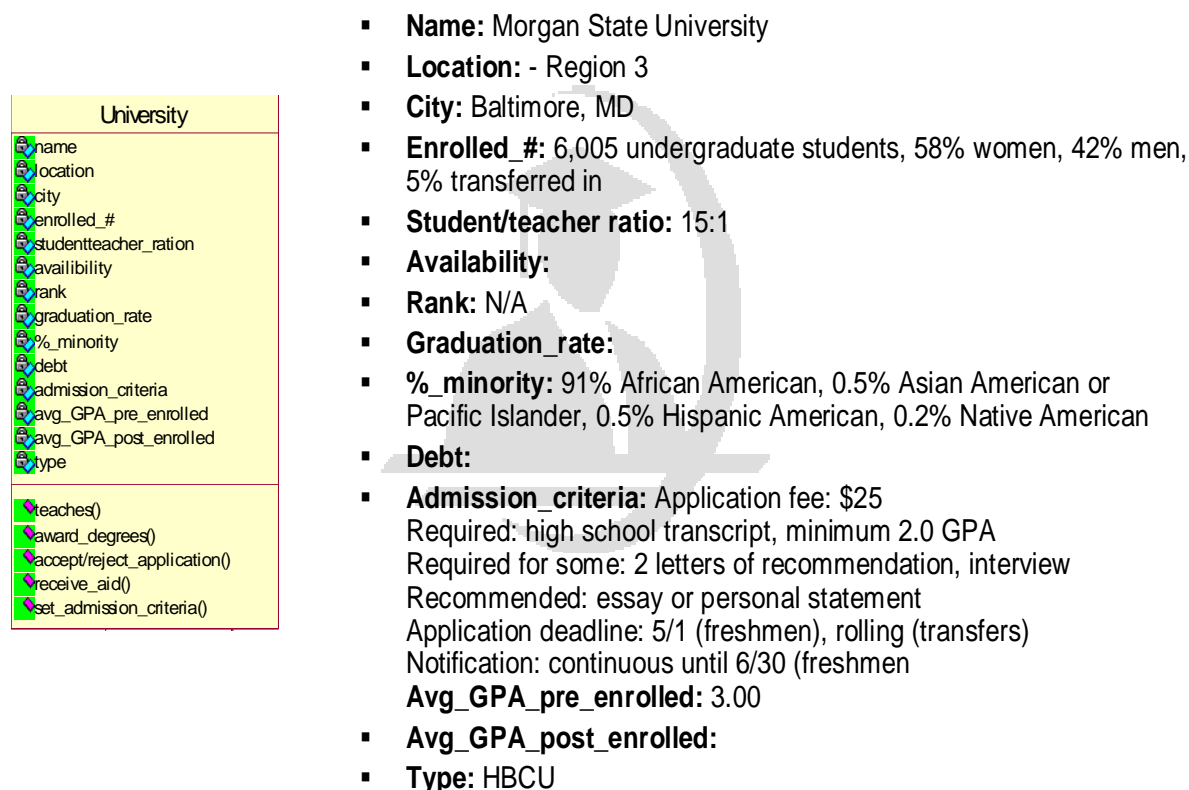 University
name
location
city
enrolled_#
studentteacher_ration
availibility
rank
graduation_rate
%_minority
debt
admission_criteria
avg_GPA_pre_enrolled
avg_GPA_post_enrolled
type
teaches()
award_degrees()
accept/reject_application()
receive_aid()
set_admission_criteria()
▪ Name: Morgan State University
▪ Location: - Region 3
▪ City: Baltimore, MD
▪ Enrolled_#: 6,005 undergraduate students, 58% women, 42% men,
5% transferred in
▪ Student/teacher ratio: 15:1
▪ Availability:
▪ Rank: N/A
▪ Graduation_rate:
▪ %_minority: 91% African American, 0.5% Asian American or
Pacific Islander, 0.5% Hispanic American, 0.2% Native American
▪ Debt:
▪ Admission_criteria: Application fee: $25
Required: high school transcript, minimum 2.0 GPA
Required for some: 2 letters of recommendation, interview
Recommended: essay or personal statement
Application deadline: 5/1 (freshmen), rolling (transfers)
Notification: continuous until 6/30 (freshmen
Avg_GPA_pre_enrolled: 3.00
▪ Avg_GPA_post_enrolled:
▪ Type: HBCU